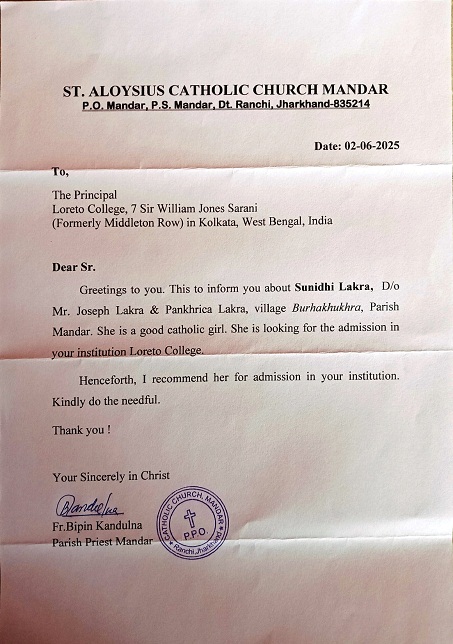 ST. ALOYSIUS CATHOLIC CHURCH MANDAR
P.O. Mandar, P.S. Mandar, Dt. Ranchi, Jharkhand-835214
Date: 02-06-2025
To,
The Principal
Loreto College, 7 Sir William Jones Sarani
(Formerly Middleton Row) in Kolkata, West Bengal, India
Dear Sr.
Greetings to you. This to inform you about Sunidhi Lakra, D/o
Mr. Joseph Lakra & Pankhrica Lakra, village Burhakhukhra, Parish
Mandar. She is a good catholic girl. She is looking for the admission in
your institution Loreto College.
Henceforth, I recommend her for admission in your institution.
Kindly do the needful.
Thank you !
Your Sincerely in Christ
Fr.Bipin Kandulna
Parish Priest Mandar
CATHOLIC CHURCH, MANDAR
P.P.O.
Ranchi, Jharkhand